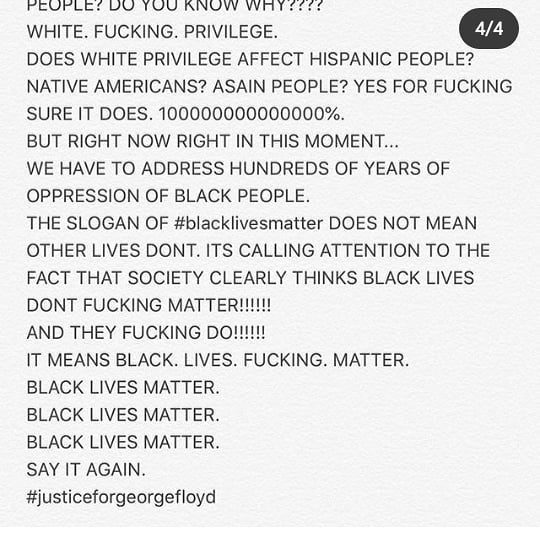 PEOPLE? DO YOU KNOW WHY????
4/4
WHITE. FUCKING. PRIVILEGE.
DOES WHITE PRIVILEGE AFFECT HISPANIC PEOPLE?
NATIVE AMERICANS? ASAIN PEOPLE? YES FOR FUCKING
SURE IT DOES. 100000000000000%.
BUT RIGHT NOW RIGHT IN THIS MOMENT...
WE HAVE TO ADDRESS HUNDREDS OF YEARS OF
OPPRESSION OF BLACK PEOPLE.
THE SLOGAN OF #blacklivesmatter DOES NOT MEAN
OTHER LIVES DONT. ITS CALLING ATTENTION TO THE
FACT THAT SOCIETY CLEARLY THINKS BLACK LIVES
DONT FUCKING MATTER!!!!!!
AND THEY FUCKING DO!!!!!!
IT MEANS BLACK. LIVES. FUCKING. MATTER.
BLACK LIVES MATTER.
BLACK LIVES MATTER.
BLACK LIVES MATTER.
SAY IT AGAIN.
#justiceforgeorgefloyd